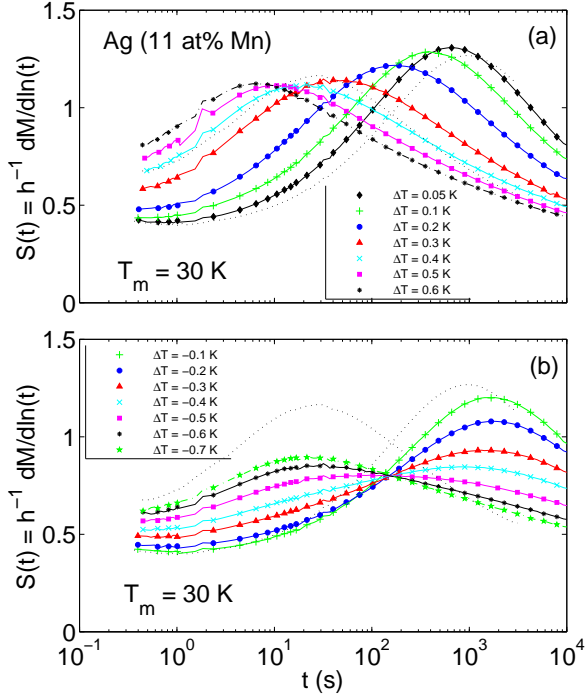 Ag (11 at% Mn)
(a)
1.5
1
0.5
0
S(t) = h⁻¹ dM/dln(t)
T_m = 30 K
ΔT = 0.05 K
ΔT = 0.1 K
ΔT = 0.2 K
ΔT = 0.3 K
ΔT = 0.4 K
ΔT = 0.5 K
ΔT = 0.6 K
(b)
1.5
1
0.5
0
S(t) = h⁻¹ dM/dln(t)
ΔT = −0.1 K
ΔT = −0.2 K
ΔT = −0.3 K
ΔT = −0.4 K
ΔT = −0.5 K
ΔT = −0.6 K
ΔT = −0.7 K
T_m = 30 K
10⁻¹ 10⁰ 10¹ 10² 10³ 10⁴
t (s)